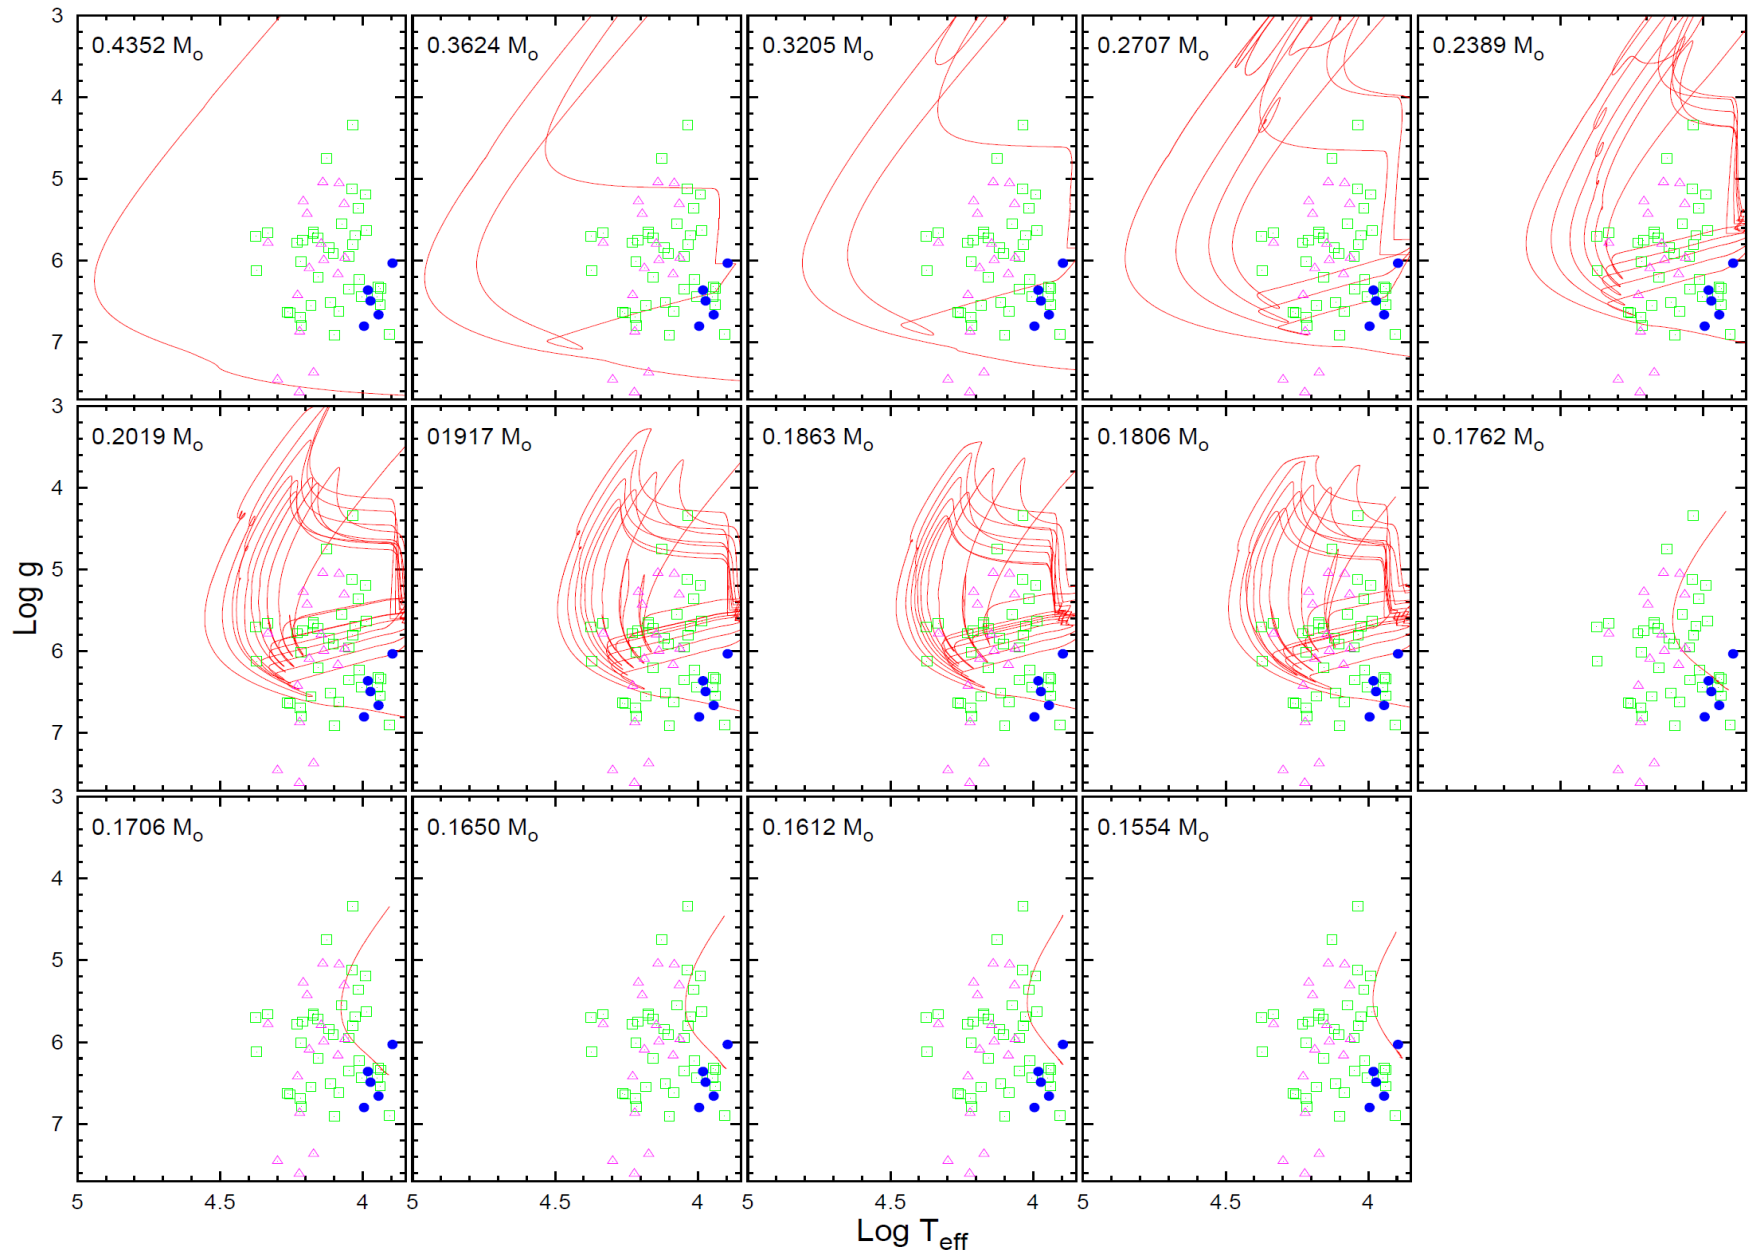 3
0.4352 Mo
0.3624 Mo
0.3205 Mo
0.2707 Mo
0.2389 Mo
4
5
6
7
3
0.2019 Mo
01917 Mo
0.1863 Mo
0.1806 Mo
0.1762 Mo
4
5
6
7
Log g
3
0.1706 Mo
0.1650 Mo
0.1612 Mo
0.1554 Mo
4
5
6
7
5 4.5 4 5 4.5 4 5 4.5 4 5 4.5 4
Log Teff